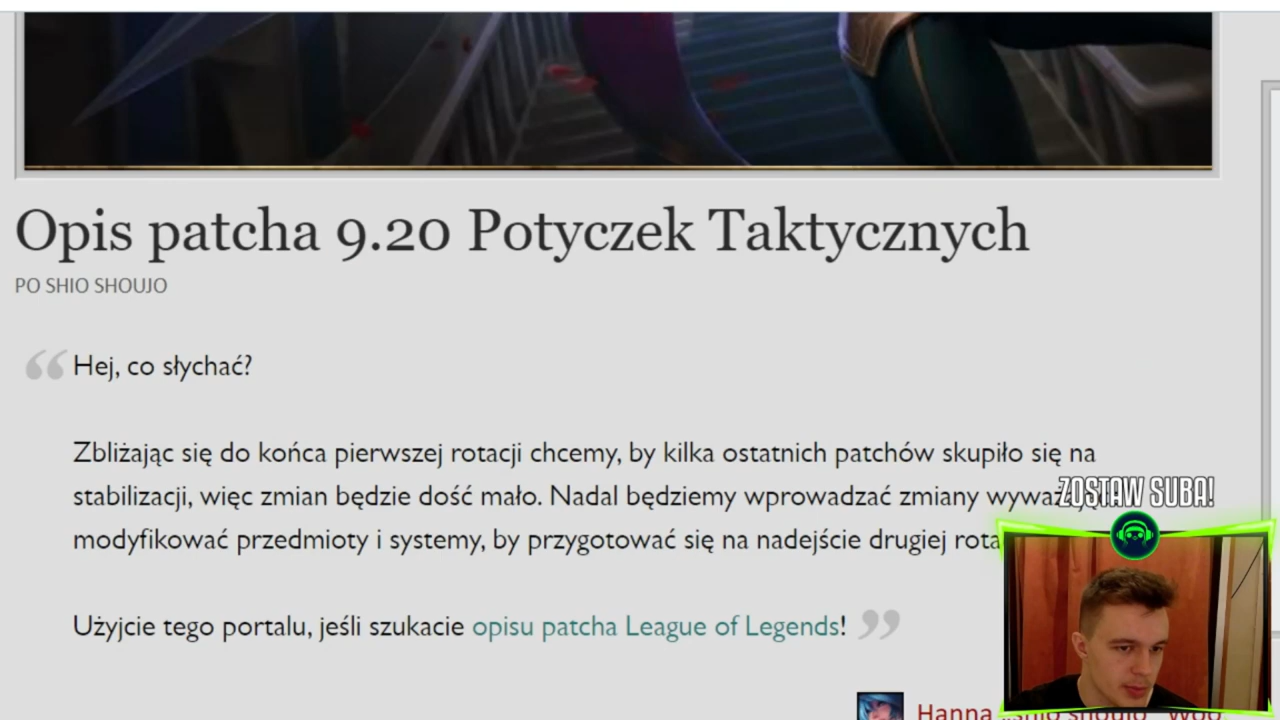 Opis patcha 9.20 Potyczek Taktycznych
PO SHIO SHOUJO
“ Hej, co słychać?
Zbliżając się do końca pierwszej rotacji chcemy, by kilka ostatnich patchów skupiło się na
stabilizacji, więc zmian będzie dość mało. Nadal będziemy wprowadzać zmiany
modyfikować przedmioty i systemy, by przygotować się na nadejście drugiej
Użyjcie tego portalu, jeśli szukacie opisu patcha League of Legends! ”
ZOSTAW SUBA!
Hanna „shio shoujo”